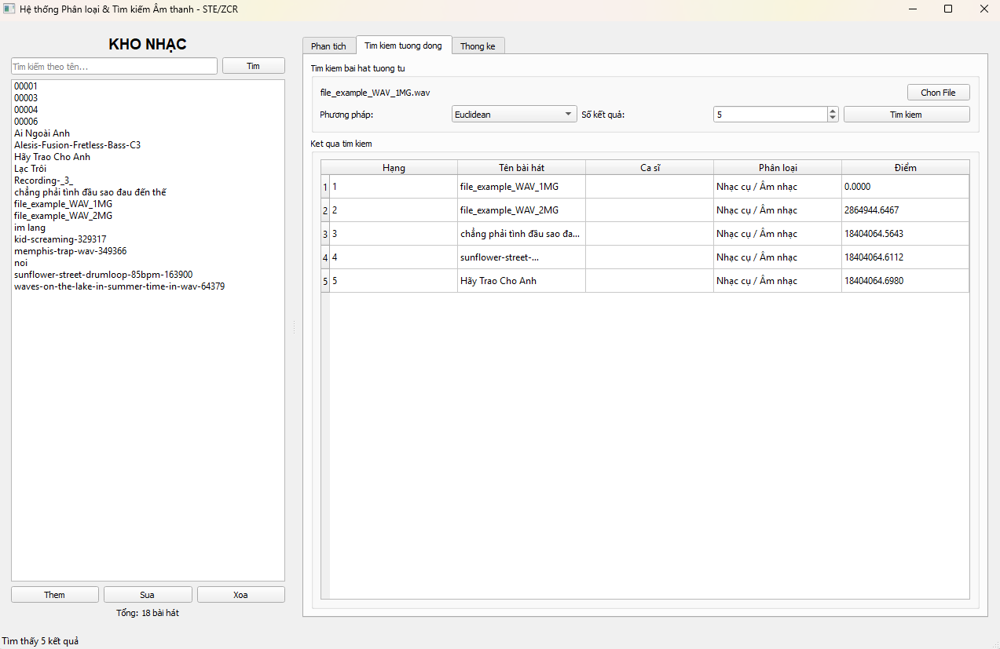 Hệ thống Phân loại & Tìm kiếm Âm thanh - STE/ZCR
KHO NHẠC
Tìm kiếm theo tên...
Tìm
00001
00003
00004
00006
Ai Ngoài Anh
Alesis-Fusion-Fretless-Bass-C3
Hãy Trao Cho Anh
Lạc Trôi
Recording-_3_
chẳng phải tình đầu sao đau đến thế
file_example_WAV_1MG
file_example_WAV_2MG
im lang
kid-screaming-329317
memphis-trap-wav-349366
noi
sunflower-street-drumloop-85bpm-163900
waves-on-the-lake-in-summer-time-in-wav-64379
Them
Sua
Xoa
Tổng: 18 bài hát
Phan tich
Tim kiem tuong dong
Thong ke
Tim kiem bai hat tuong tu
file_example_WAV_1MG.wav
Chon File
Phương pháp:
Euclidean
Số kết quả:
5
Tim kiem
Ket qua tim kiem
Hạng Tên bài hát Ca sĩ Phân loại Điểm
1 1 file_example_WAV_1MG Nhạc cụ / Âm nhạc 0.0000
2 2 file_example_WAV_2MG Nhạc cụ / Âm nhạc 2864944.6467
3 3 chẳng phải tình đầu sao đa... Nhạc cụ / Âm nhạc 18404064.5643
4 4 sunflower-street-... Nhạc cụ / Âm nhạc 18404064.6112
5 5 Hãy Trao Cho Anh Nhạc cụ / Âm nhạc 18404064.6980
Tìm thấy 5 kết quả